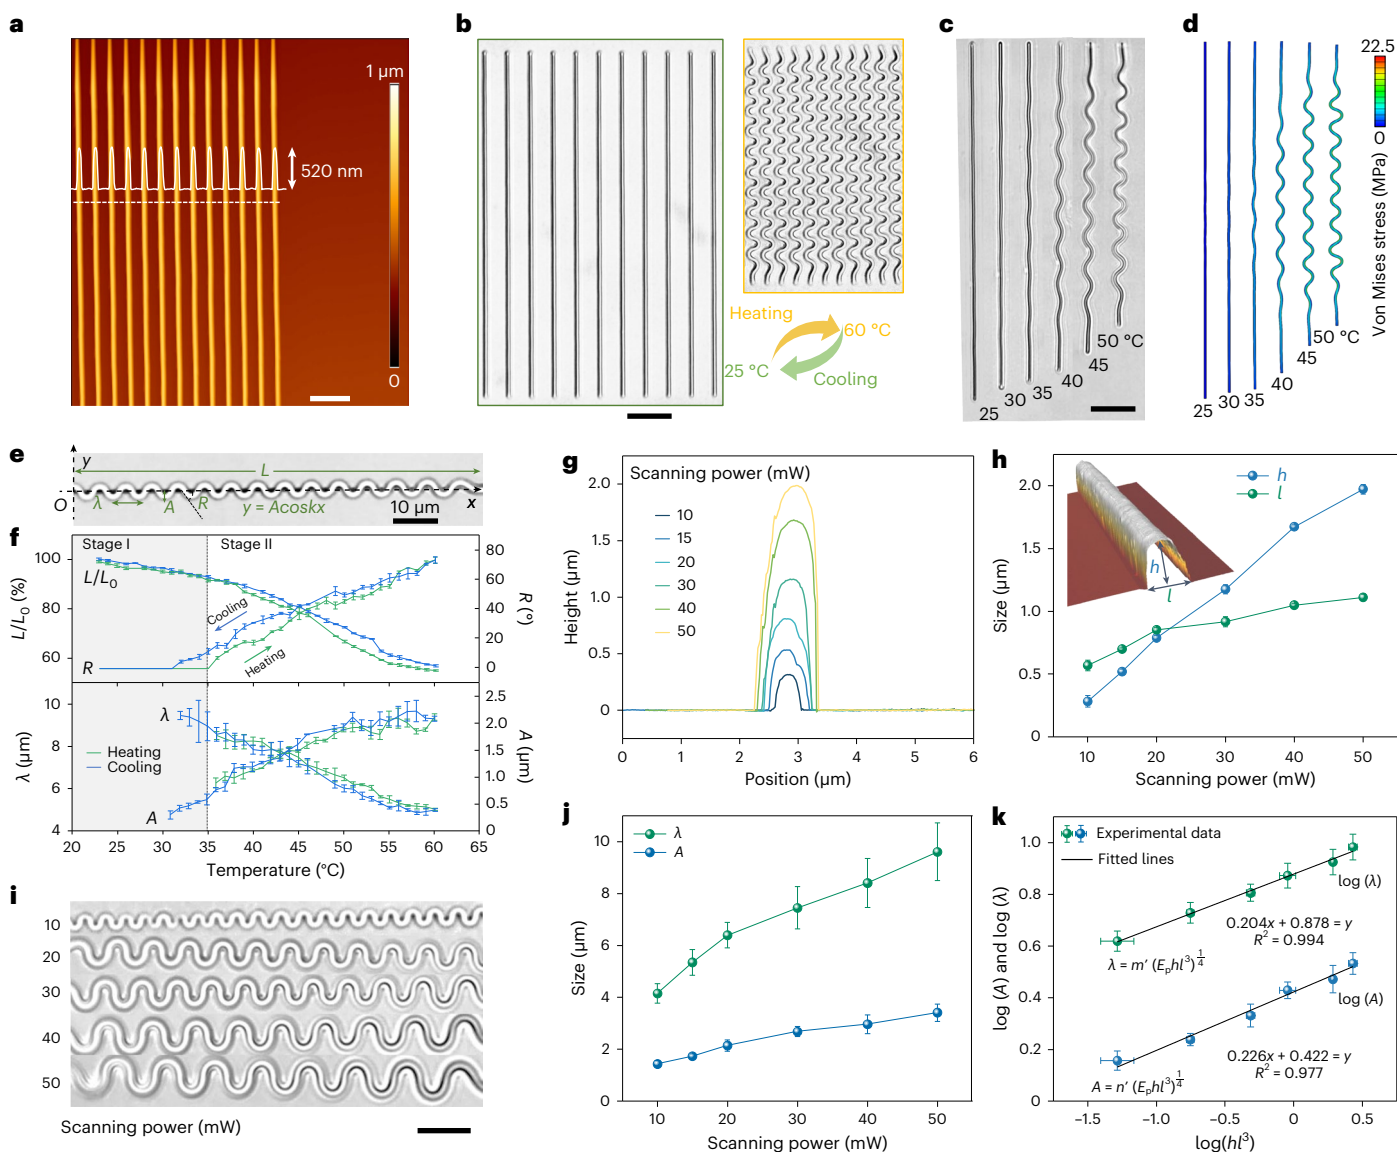 a
1 µm
520 nm
0
b
Heating
60 °C
25 °C
Cooling
c
25
30
35
40
45
50 °C
d
22.5
0
Von Mises stress (MPa)
25
30
35
40
45
50 °C
e
y
L
O
λ
A
R
y = Acoskx
x
10 µm
f
Stage I
Stage II
100
80
60
L/L0 (%)
L/L0
R
Cooling
Heating
80
60
40
20
0
R (°)
10
8
6
4
λ (µm)
λ
A
Heating
Cooling
2.5
2.0
1.5
1.0
0.5
0
A (µm)
20 25 30 35 40 45 50 55 60 65
Temperature (°C)
g
Scanning power (mW)
10
15
20
30
40
50
2.0
1.5
1.0
0.5
0
Height (µm)
0 1 2 3 4 5 6
Position (µm)
h
h
l
h
l
2.0
1.5
1.0
0.5
0
Size (µm)
10 20 30 40 50
Scanning power (mW)
i
10
20
30
40
50
Scanning power (mW)
j
λ
A
10
8
6
4
2
0
Size (µm)
10 20 30 40 50
Scanning power (mW)
k
Experimental data
Fitted lines
1.0
0.8
0.6
0.4
0.2
0
log (A) and log (λ)
log (λ)
0.204x + 0.878 = y
R² = 0.994
λ = m′ (Ephl³)^1/4
log (A)
0.226x + 0.422 = y
R² = 0.977
A = n′ (Ephl³)^1/4
−1.5 −1.0 −0.5 0 0.5
log(hl³)